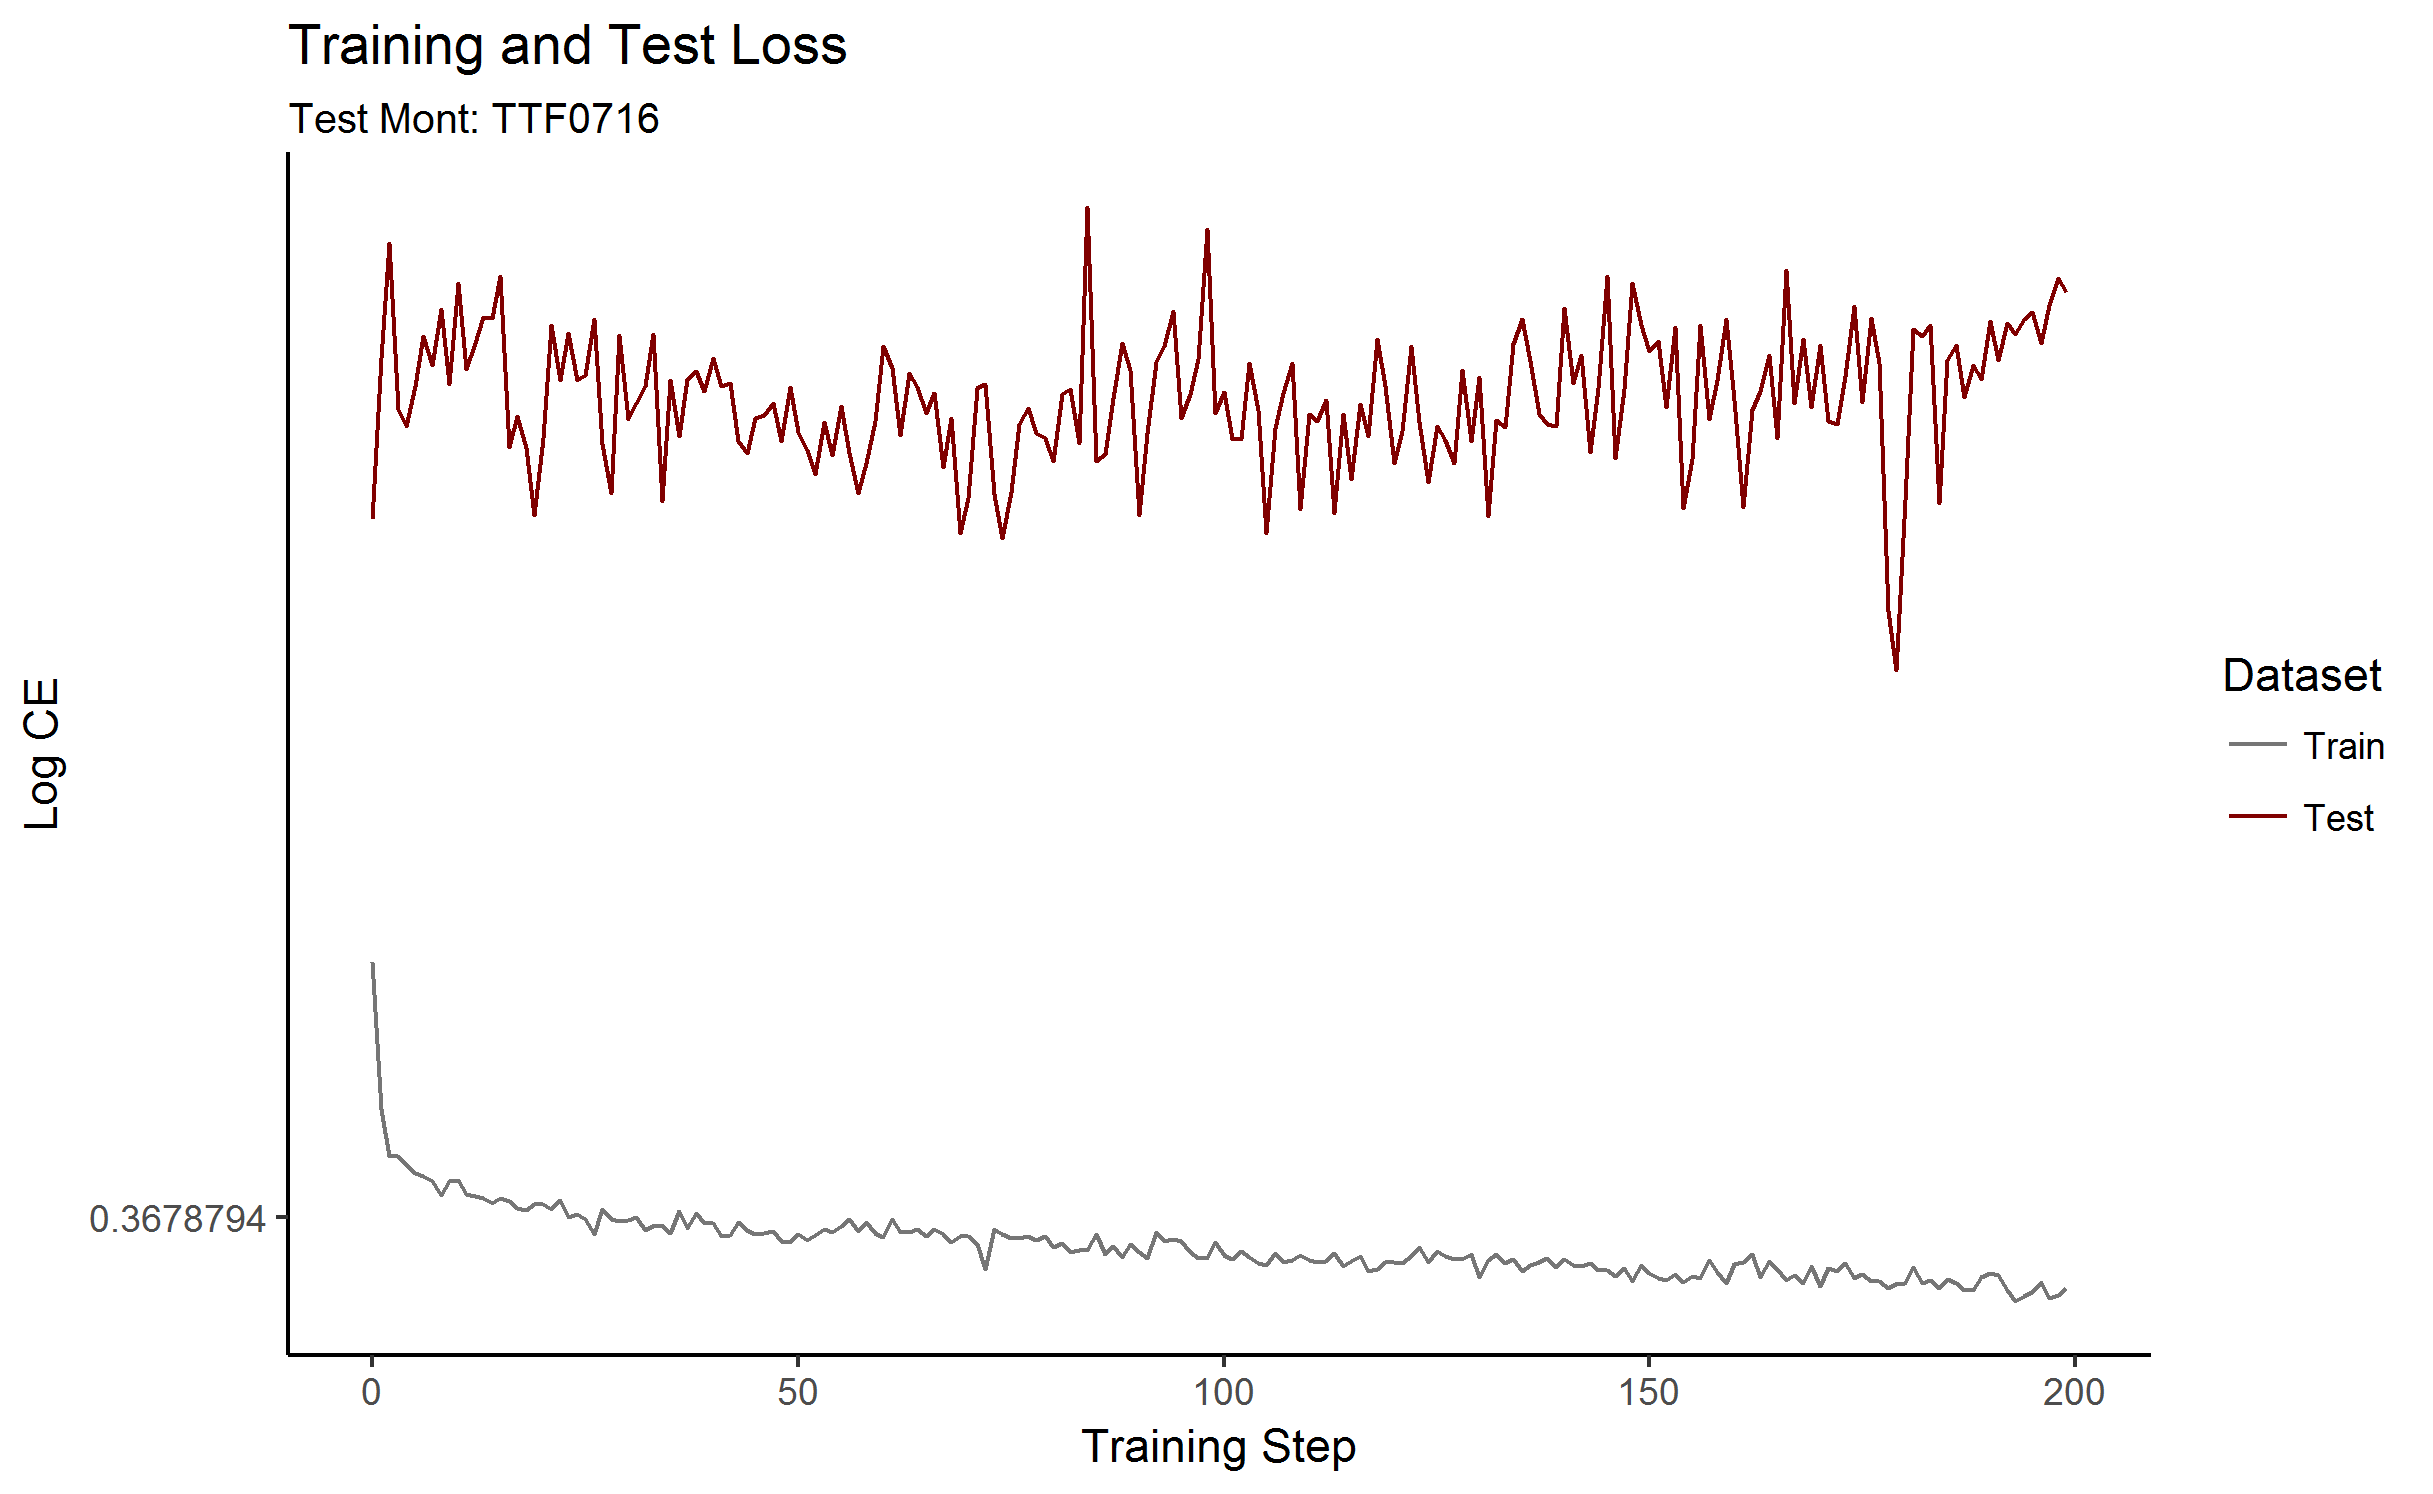 Training and Test Loss
Test Mont: TTF0716
Log CE
0.3678794
0 50 100 150 200
Training Step
Dataset
Train
Test